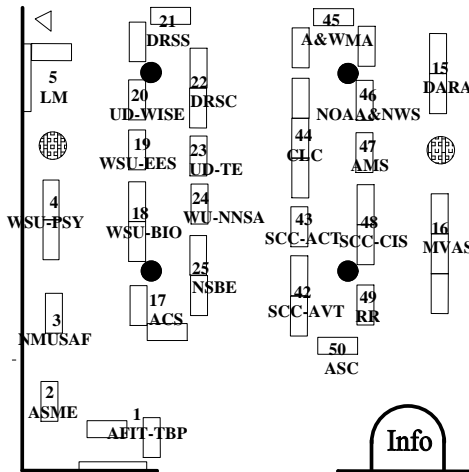 21
DRSS
45
A&WMA
5
LM
22
DRSC
15
DARA
20
UD-WISE
46
NOAA&NWS
19
WSU-EES
23
UD-TE
44
CLC
47
AMS
4
WSU-PSY
24
WU-NNSA
18
WSU-BIO
43
SCC-ACT
48
SCC-CIS
16
MVAS
25
NSBE
17
ACS
42
SCC-AVT
49
RR
3
NMUSAF
50
ASC
2
ASME
1
AFIT-TBP
Info